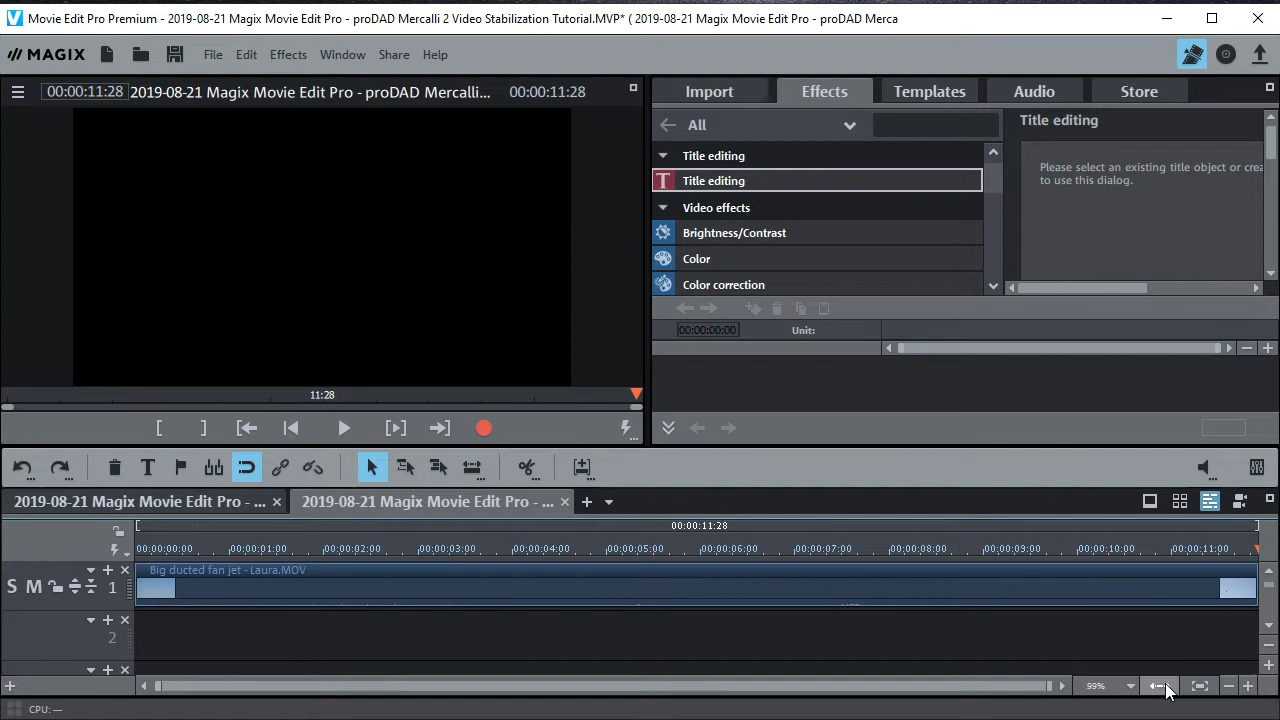 Movie Edit Pro Premium - 2019-08-21 Magix Movie Edit Pro - proDAD Mercalli 2 Video Stabilization Tutorial.MVP* ( 2019-08-21 Magix Movie Edit Pro - proDAD Merca
MAGIX File Edit Effects Window Share Help
00:00:11:28 2019-08-21 Magix Movie Edit Pro - proDAD Mercalli... 00:00:11:28
Import Effects Templates Audio Store
All
Title editing
Title editing
Video effects
Brightness/Contrast
Color
Color correction
Title editing
Please select an existing title object or crea
to use this dialog.
00:00:00:00 Unit:
11:28
2019-08-21 Magix Movie Edit Pro - ... 2019-08-21 Magix Movie Edit Pro - ...
00:00:11:28
00:00:00:00 00:00:01:00 00:00:02:00 00:00:03:00 00:00:04:00 00:00:05:00 00:00:06:00 00:00:07:00 00:00:08:00 00:00:09:00 00:00:10:00 00:00:11:00
Big ducted fan jet - Laura.MOV
S M 1
2
99%
CPU: —